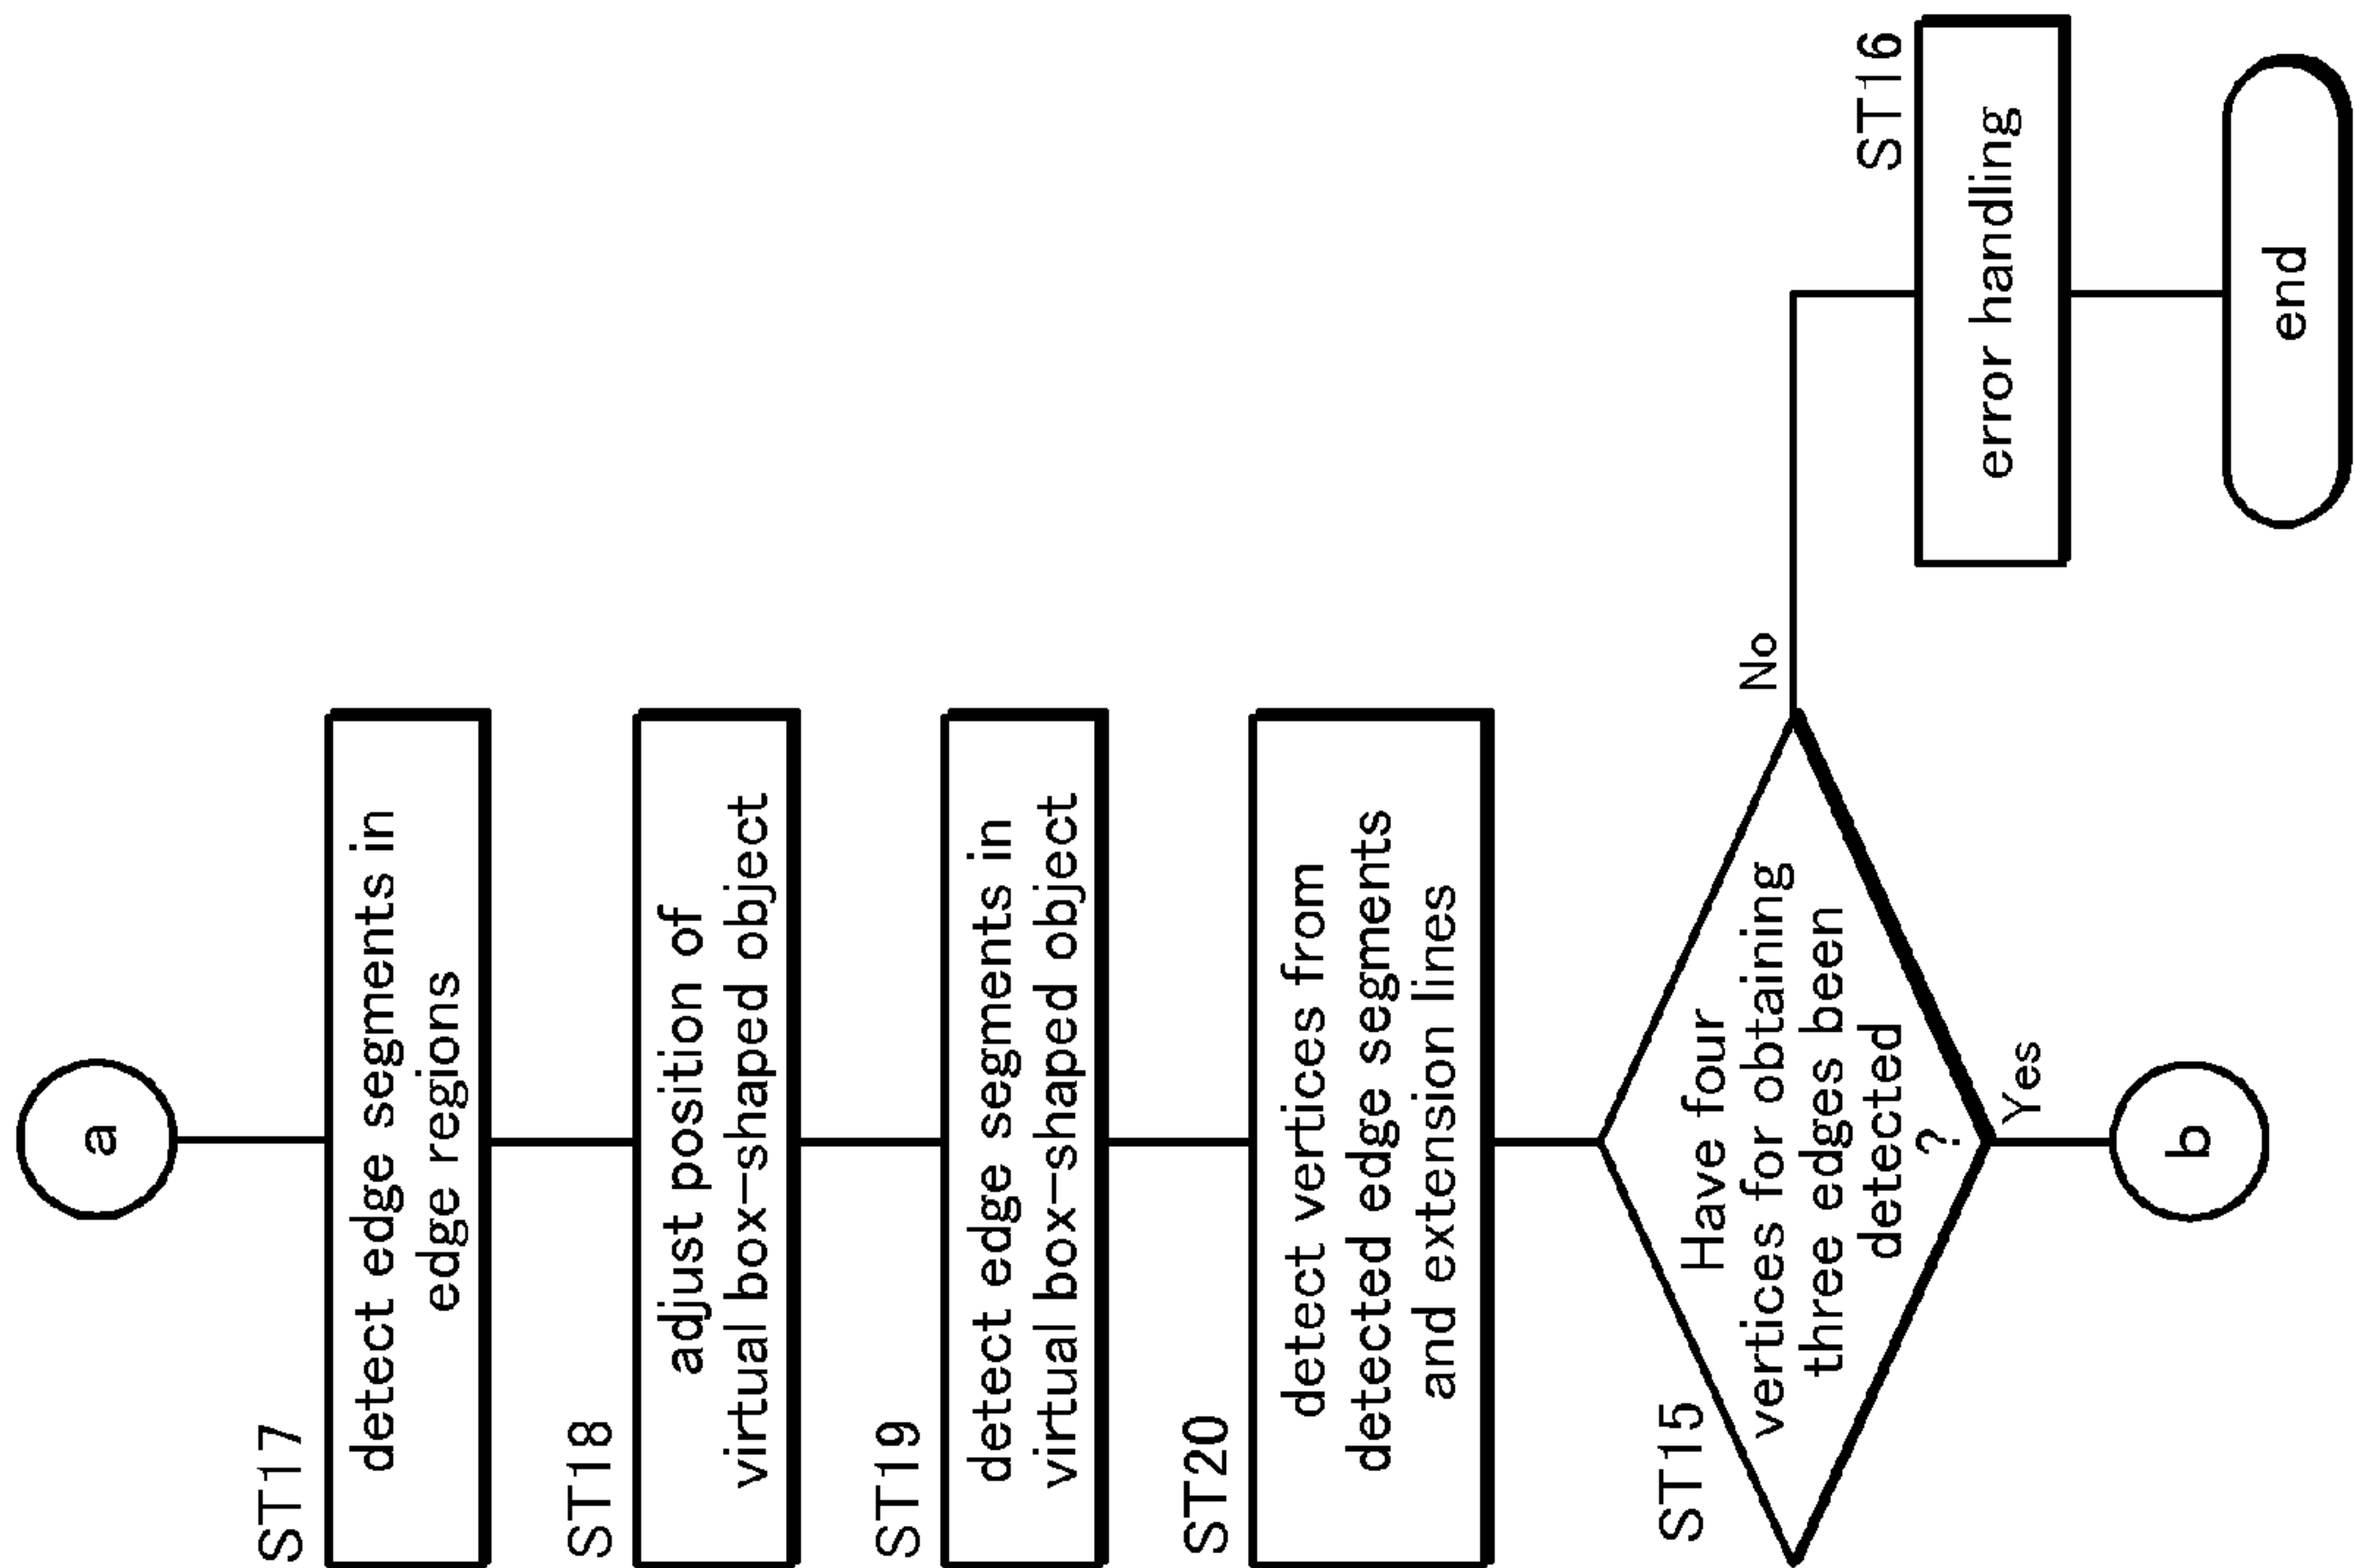 a
ST17
detect edge segments in
edge regions
ST18
adjust position of
virtual box-shaped object
ST19
detect edge segments in
virtual box-shaped object
ST20
detect vertices from
detected edge segments
and extension lines
ST15
Have four
vertices for obtaining
three edges been
detected
?
No
Yes
ST16
error handling
b
end